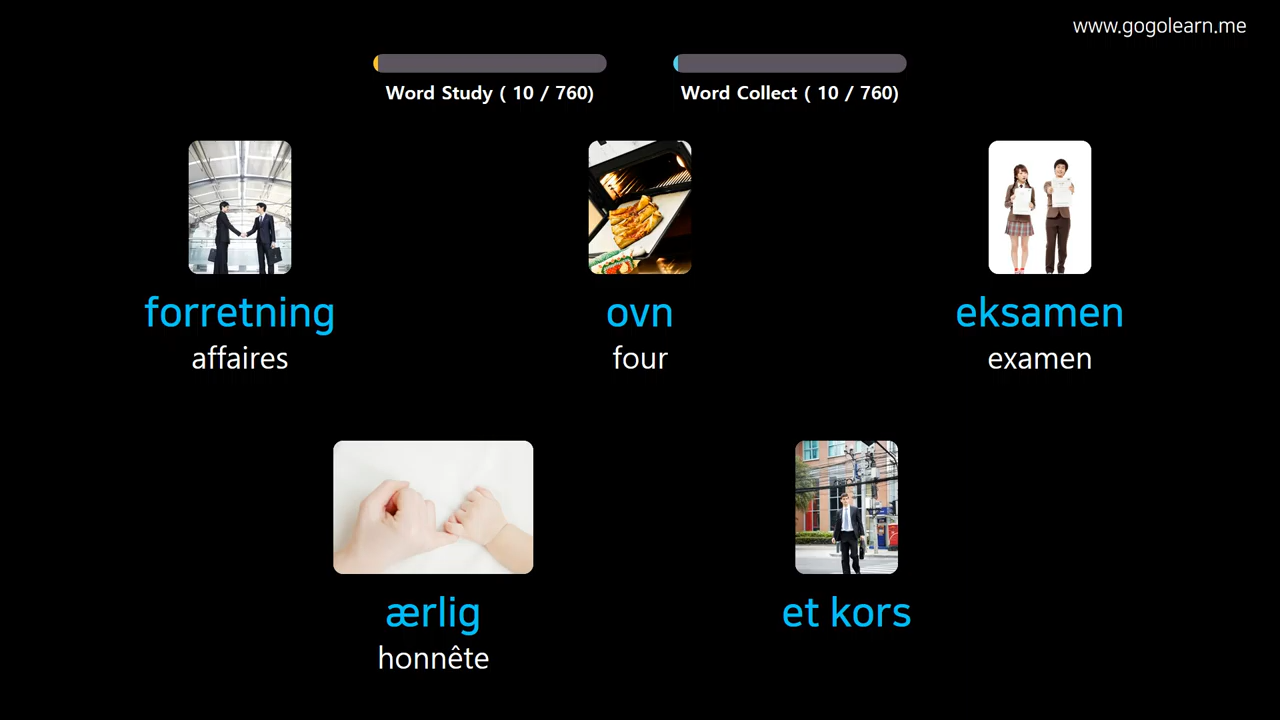 www.gogolearn.me
Word Study ( 10 / 760)
Word Collect ( 10 / 760)
forretning
affaires
ovn
four
eksamen
examen
ærlig
honnête
et kors